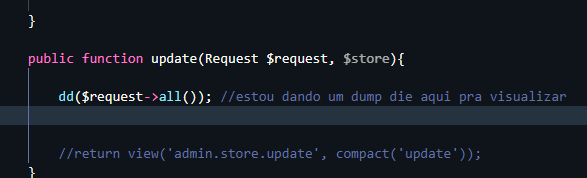 }
public function update(Request $request, $store){
dd($request->all()); //estou dando um dump die aqui pra visualizar
//return view('admin.store.update', compact('update'));
}